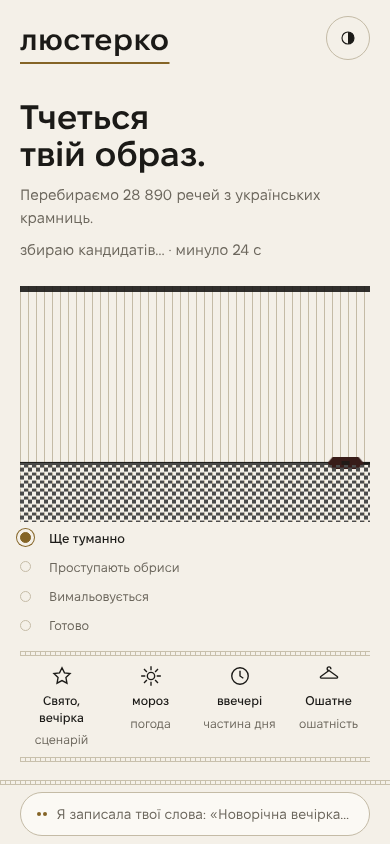 люстерко
Тчеться
твій образ.
Перебираємо 28 890 речей з українських
крамниць.
збираю кандидатів… · минуло 24 с
Ще туманно
Проступають обриси
Вимальовується
Готово
Свято, вечірка
сценарій
мороз
погода
ввечері
частина дня
Ошатне
ошатність
Я записала твої слова: «Новорічна вечірка…